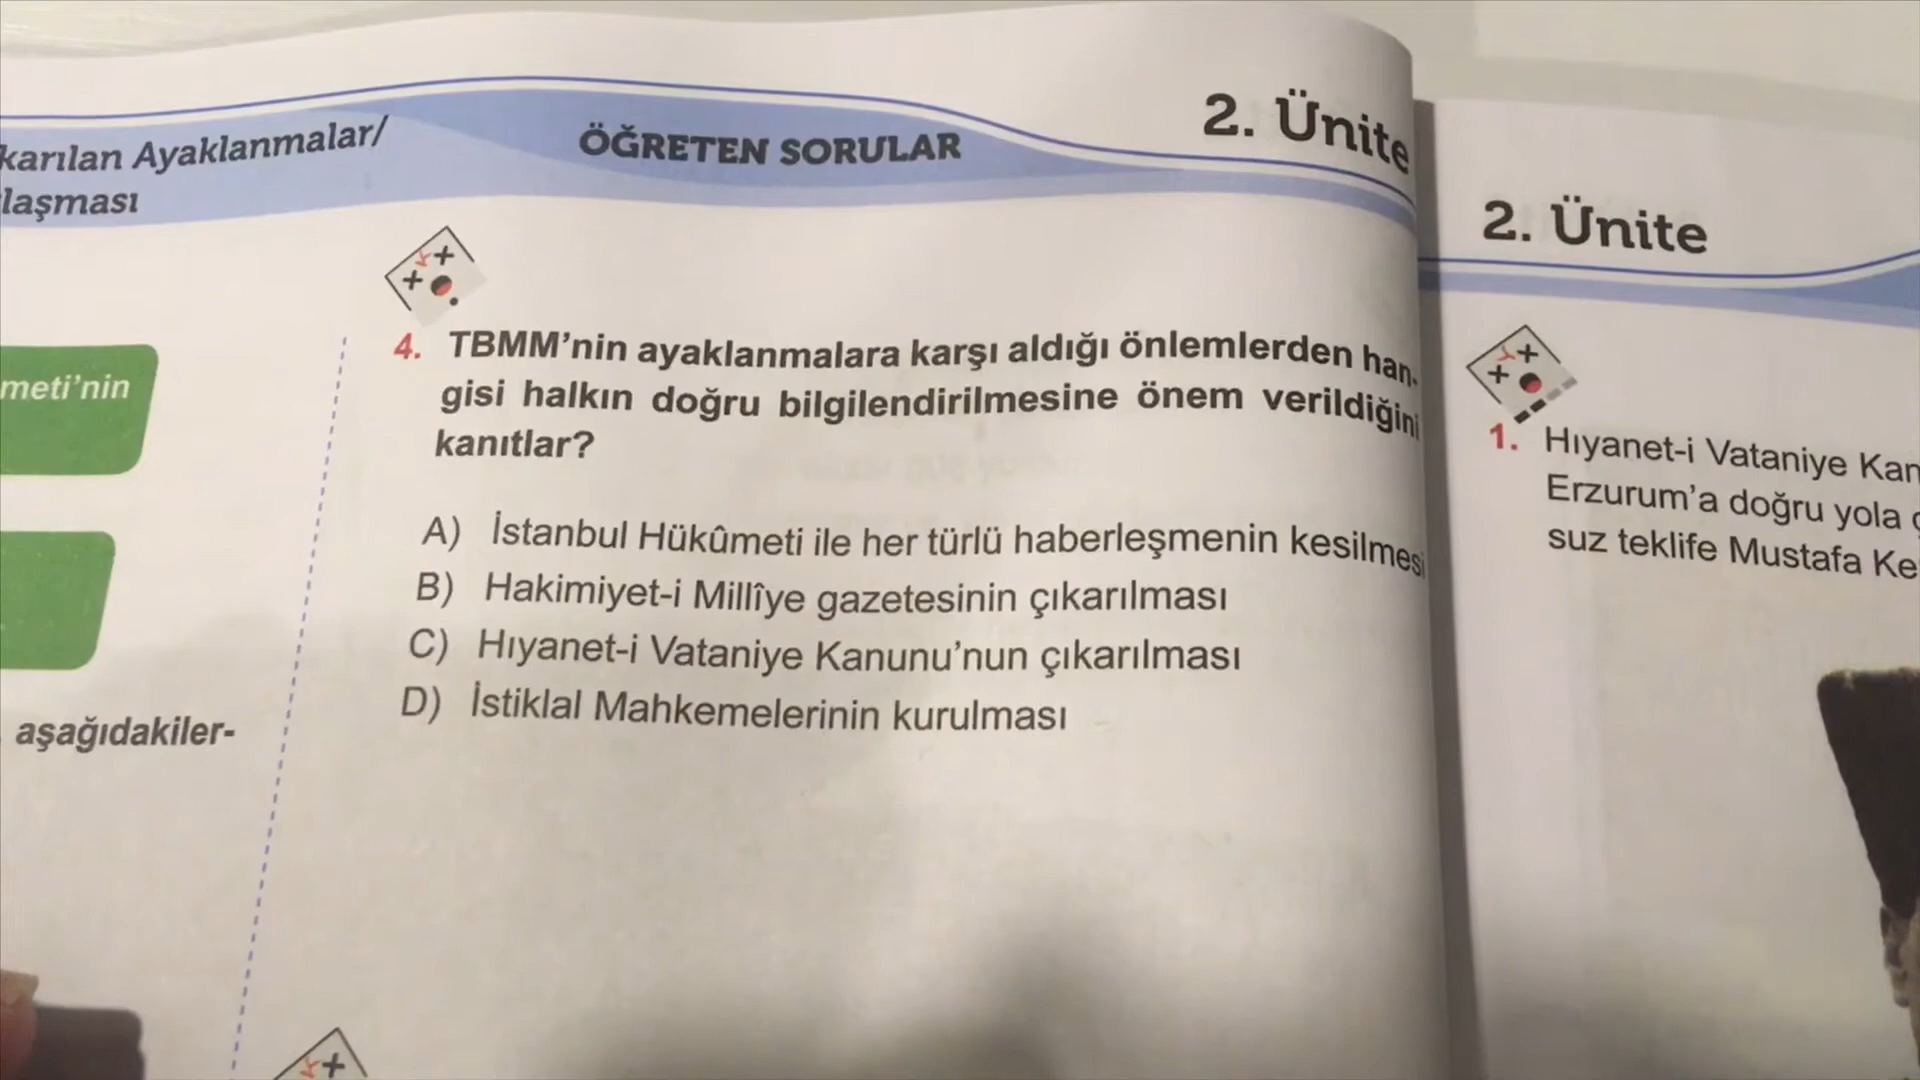 karılan Ayaklanmalar/
laşması
ÖĞRETEN SORULAR
2. Ünite
meti'nin
aşağıdakiler-
4. TBMM'nin ayaklanmalara karşı aldığı önlemlerden han-
gisi halkın doğru bilgilendirilmesine önem verildiğini
kanıtlar?
A) İstanbul Hükûmeti ile her türlü haberleşmenin kesilmesi
B) Hakimiyet-i Millîye gazetesinin çıkarılması
C) Hıyanet-i Vataniye Kanunu'nun çıkarılması
D) İstiklal Mahkemelerinin kurulması
2. Ünite
1. Hıyanet-i Vataniye Kan
Erzurum'a doğru yola ç
suz teklife Mustafa Ke